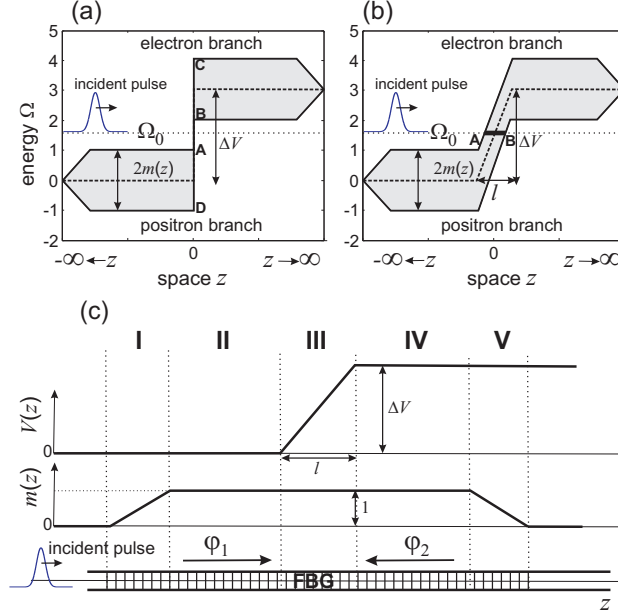 (a)
(b)
electron branch
electron branch
5
4
3
2
1
0
-1
-2
energy Ω
incident pulse
Ω₀
C
B
A
D
ΔV
2m(z)
positron branch
-∞←z
0
z→∞
space z
5
4
3
2
1
0
-1
-2
incident pulse
Ω₀
A
B
ΔV
2m(z)
l
positron branch
-∞←z
0
z→∞
space z
(c)
I II III IV V
V(z)
0
ΔV
l
m(z)
0
1
incident pulse
φ₁
φ₂
FBG
z